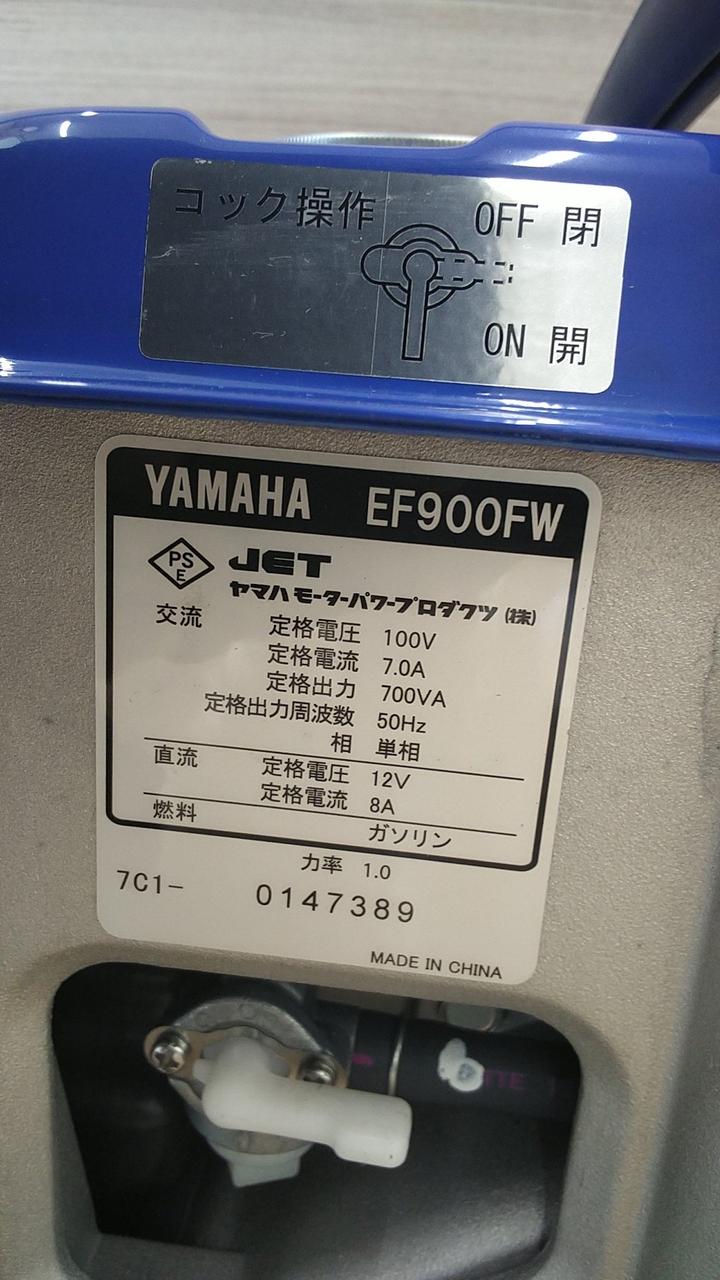 コック操作 OFF 閉
ON 開
YAMAHA EF900FW
PS
E
JET
ヤマハモーターパワープロダクツ(株)
交流 定格電圧 100V
定格電流 7.0A
定格出力 700VA
定格出力周波数 50Hz
相 単相
直流 定格電圧 12V
定格電流 8A
燃料 ガソリン
力率 1.0
7C1- 0147389
MADE IN CHINA
TTE